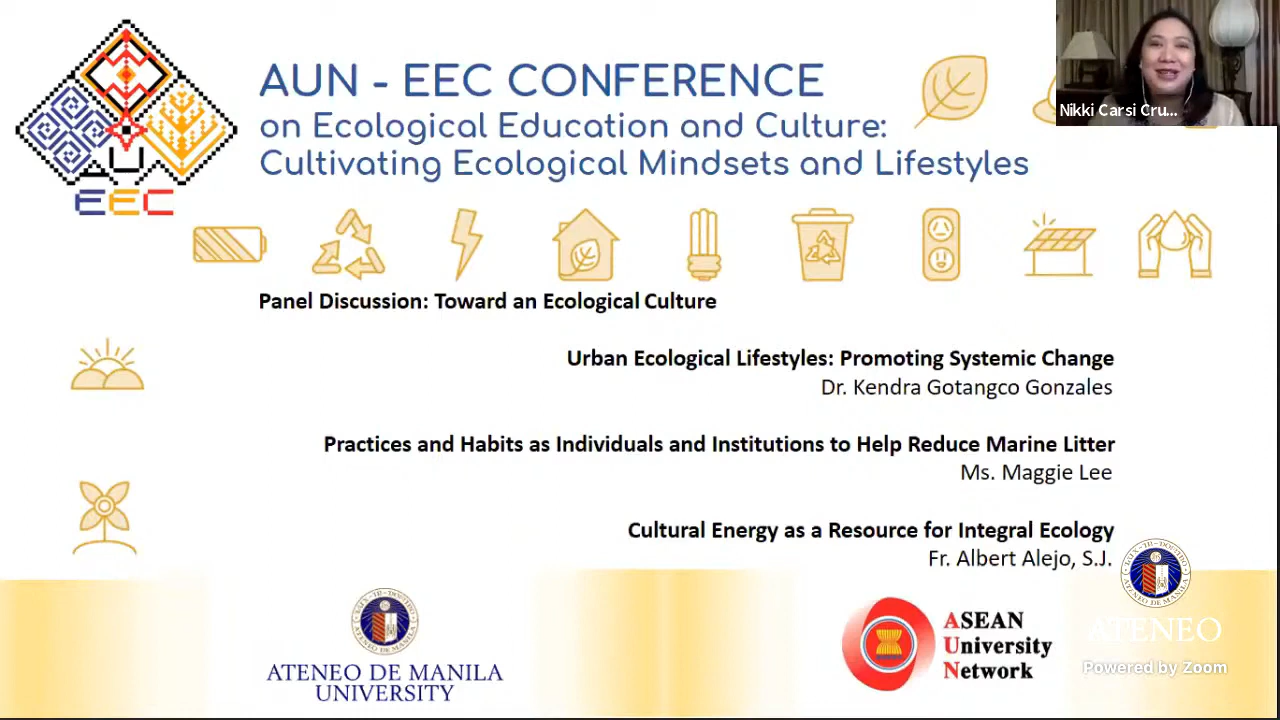 AUN - EEC CONFERENCE
on Ecological Education and Culture:
Cultivating Ecological Mindsets and Lifestyles
Nikki Carsi Cru...
AUN
EEC
Panel Discussion: Toward an Ecological Culture
Urban Ecological Lifestyles: Promoting Systemic Change
Dr. Kendra Gotangco Gonzales
Practices and Habits as Individuals and Institutions to Help Reduce Marine Litter
Ms. Maggie Lee
Cultural Energy as a Resource for Integral Ecology
Fr. Albert Alejo, S.J.
ATENEO DE MANILA
UNIVERSITY
ASEAN
University
Network
ATENEO
Powered by Zoom